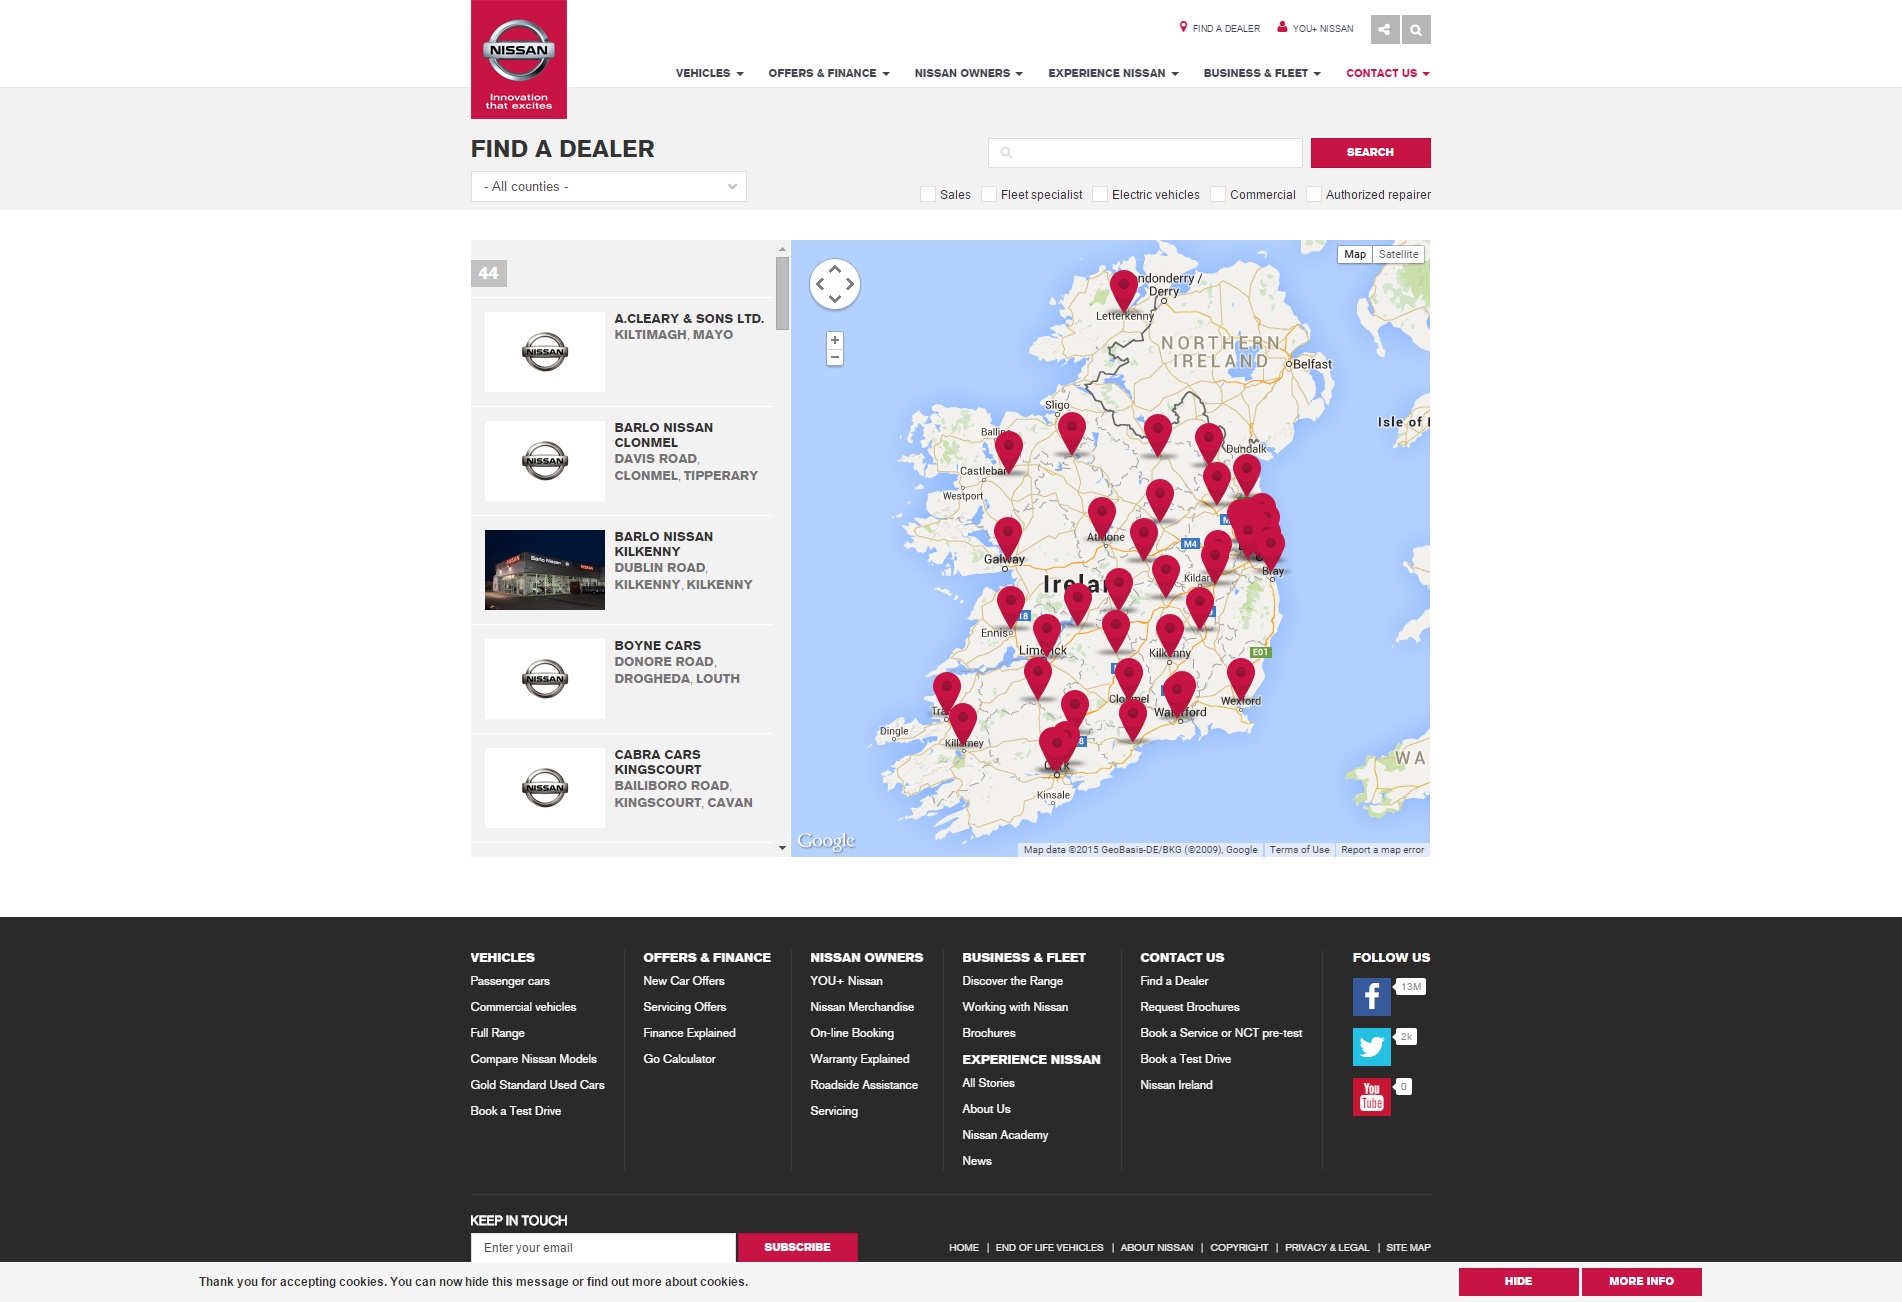 NISSAN
Innovation
that excites
FIND A DEALER
YOU+ NISSAN
VEHICLES
OFFERS & FINANCE
NISSAN OWNERS
EXPERIENCE NISSAN
BUSINESS & FLEET
CONTACT US
FIND A DEALER
SEARCH
- All counties -
Sales
Fleet specialist
Electric vehicles
Commercial
Authorized repairer
44
NISSAN
A.CLEARY & SONS LTD.
KILTIMAGH, MAYO
NISSAN
BARLO NISSAN
CLONMEL
DAVIS ROAD,
CLONMEL, TIPPERARY
Barlo Nissan
BARLO NISSAN
KILKENNY
DUBLIN ROAD,
KILKENNY, KILKENNY
NISSAN
BOYNE CARS
DONORE ROAD,
DROGHEDA, LOUTH
NISSAN
CABRA CARS
KINGSCOURT
BAILIBORO ROAD,
KINGSCOURT, CAVAN
Map
Satellite
+
−
ndonderry /
Derry
Letterkenny
NORTHERN
IRELAND
Belfast
Sligo
Isle of
Ballin
Dundalk
Castlebar
Westport
M4
Galway
Bray
Kildar
Irela
Ennis
Kilkenny
E01
Wexford
Waterford
Dingle
Killarney
Kinsale
WA
Google
Map data ©2015 GeoBasis-DE/BKG (©2009), Google
Terms of Use
Report a map error
VEHICLES
Passenger cars
Commercial vehicles
Full Range
Compare Nissan Models
Gold Standard Used Cars
Book a Test Drive
OFFERS & FINANCE
New Car Offers
Servicing Offers
Finance Explained
Go Calculator
NISSAN OWNERS
YOU+ Nissan
Nissan Merchandise
On-line Booking
Warranty Explained
Roadside Assistance
Servicing
BUSINESS & FLEET
Discover the Range
Working with Nissan
Brochures
EXPERIENCE NISSAN
All Stories
About Us
Nissan Academy
News
CONTACT US
Find a Dealer
Request Brochures
Book a Service or NCT pre-test
Book a Test Drive
Nissan Ireland
FOLLOW US
13M
2k
You
Tube
0
KEEP IN TOUCH
Enter your email
SUBSCRIBE
HOME | END OF LIFE VEHICLES | ABOUT NISSAN | COPYRIGHT | PRIVACY & LEGAL | SITE MAP
Thank you for accepting cookies. You can now hide this message or find out more about cookies.
HIDE
MORE INFO